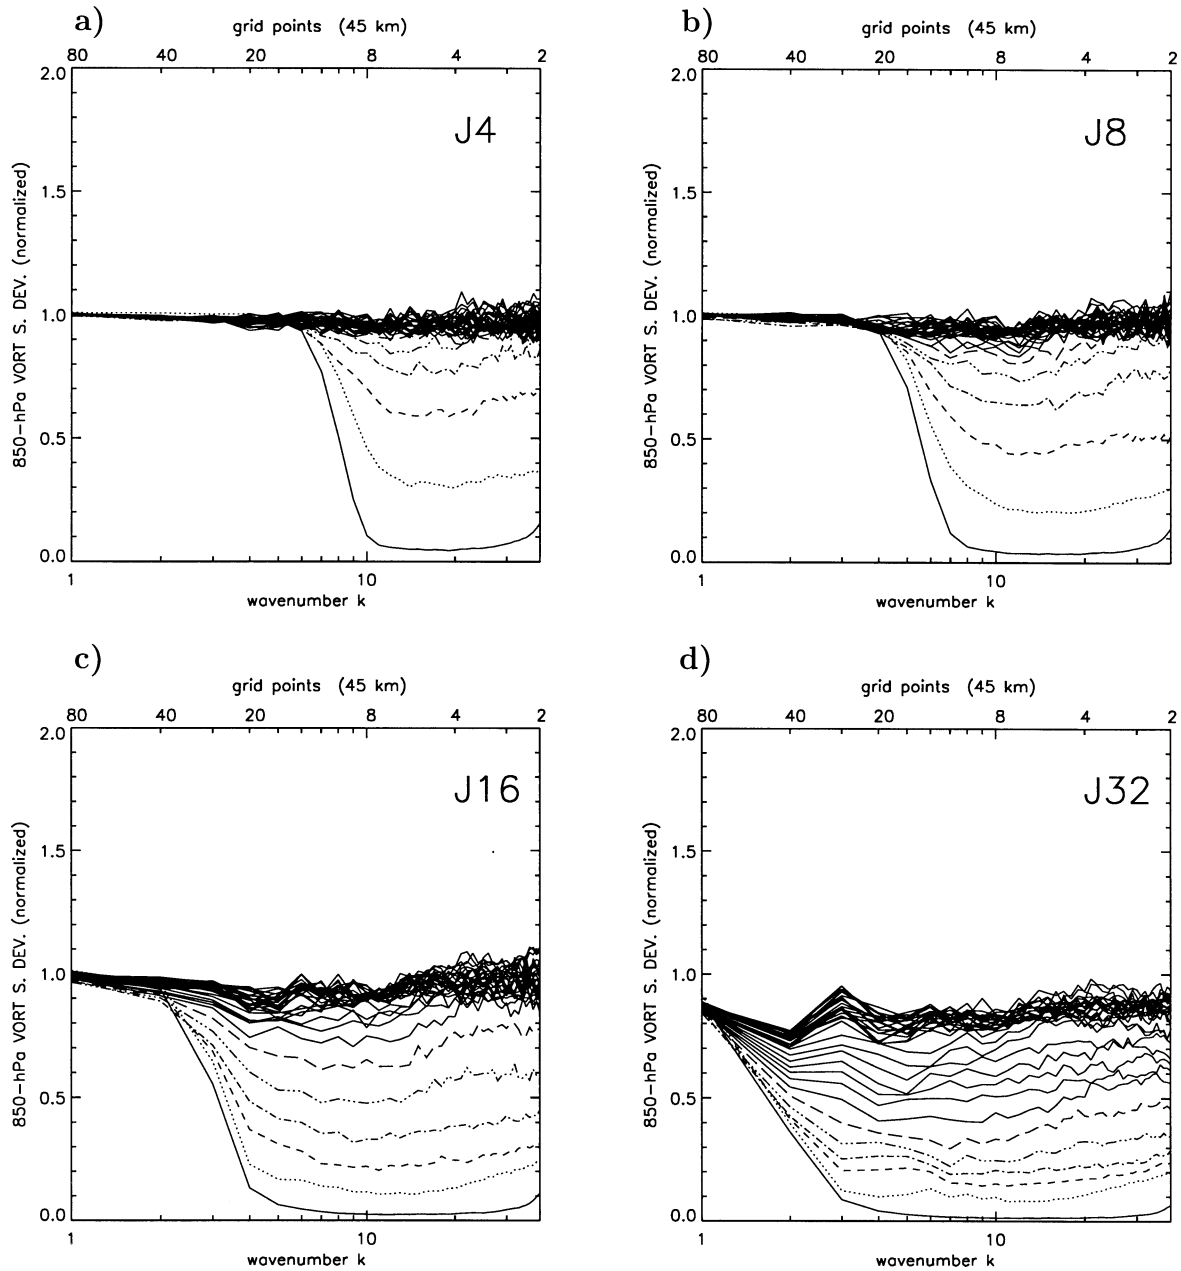 a)
grid points (45 km)
80 40 20 8 4 2
2.0
J4
1.5
850-hPa VORT S. DEV. (normalized)
1.0
0.5
0.0
1 10
wavenumber k
b)
grid points (45 km)
80 40 20 8 4 2
2.0
J8
1.5
850-hPa VORT S. DEV. (normalized)
1.0
0.5
0.0
1 10
wavenumber k
c)
grid points (45 km)
80 40 20 8 4 2
2.0
J16
1.5
850-hPa VORT S. DEV. (normalized)
1.0
0.5
0.0
1 10
wavenumber k
d)
grid points (45 km)
80 40 20 8 4 2
2.0
J32
1.5
850-hPa VORT S. DEV. (normalized)
1.0
0.5
0.0
1 10
wavenumber k